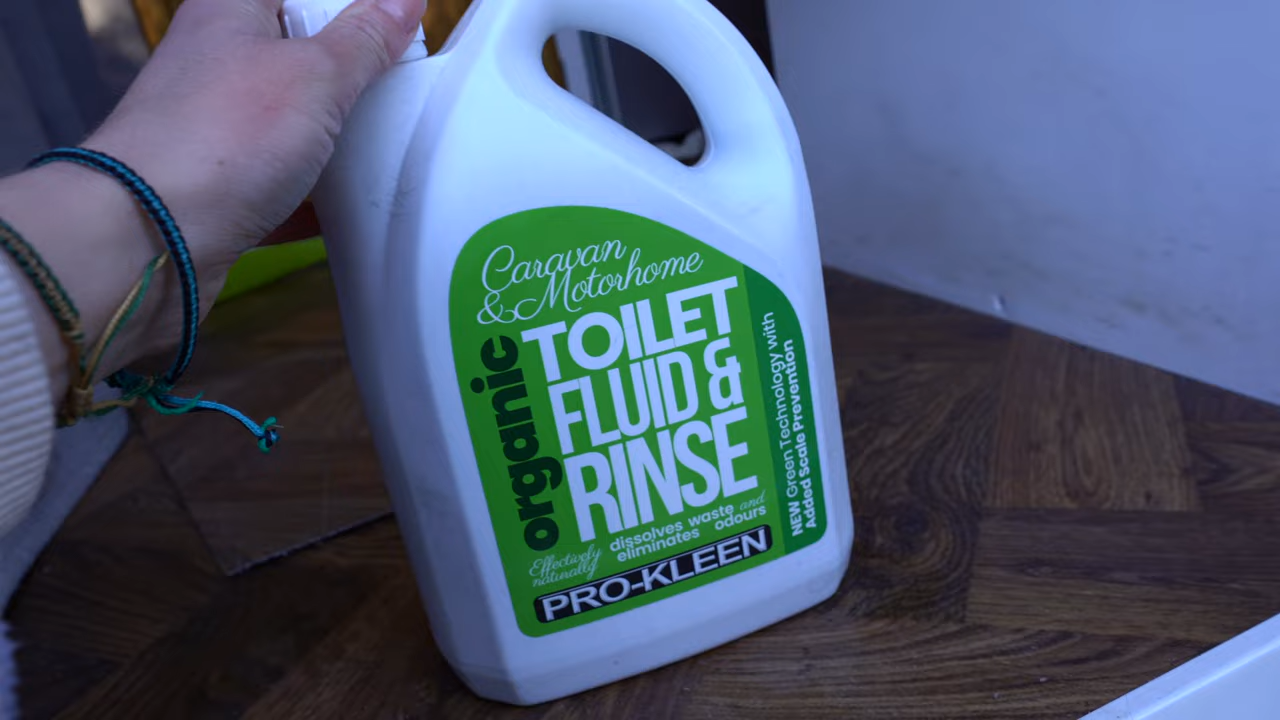 Caravan
& Motorhome
organic
TOILET
FLUID &
RINSE
Effectively dissolves waste and
naturally eliminates odours
PRO-KLEEN
NEW Green Technology with
Added Scale Prevention